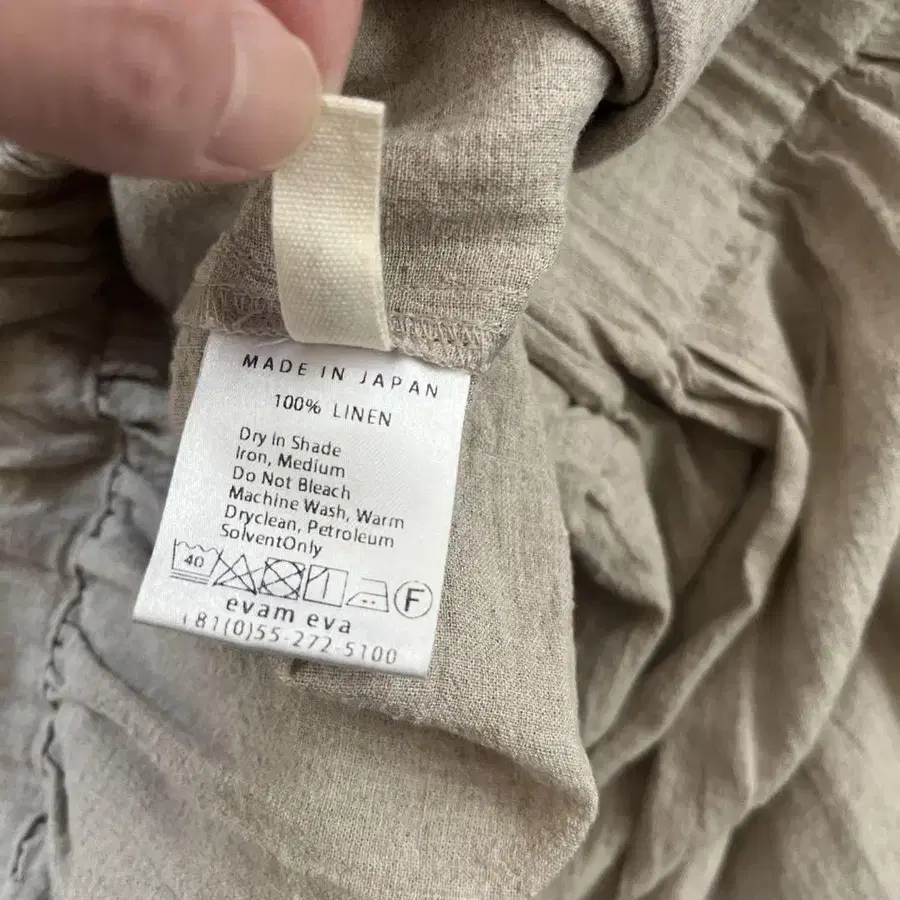 MADE IN JAPAN
100% LINEN
Dry in Shade
Iron, Medium
Do Not Bleach
Machine Wash, Warm
Dryclean, Petroleum
SolventOnly
40 F
evam eva
+81(0)55-272-5100